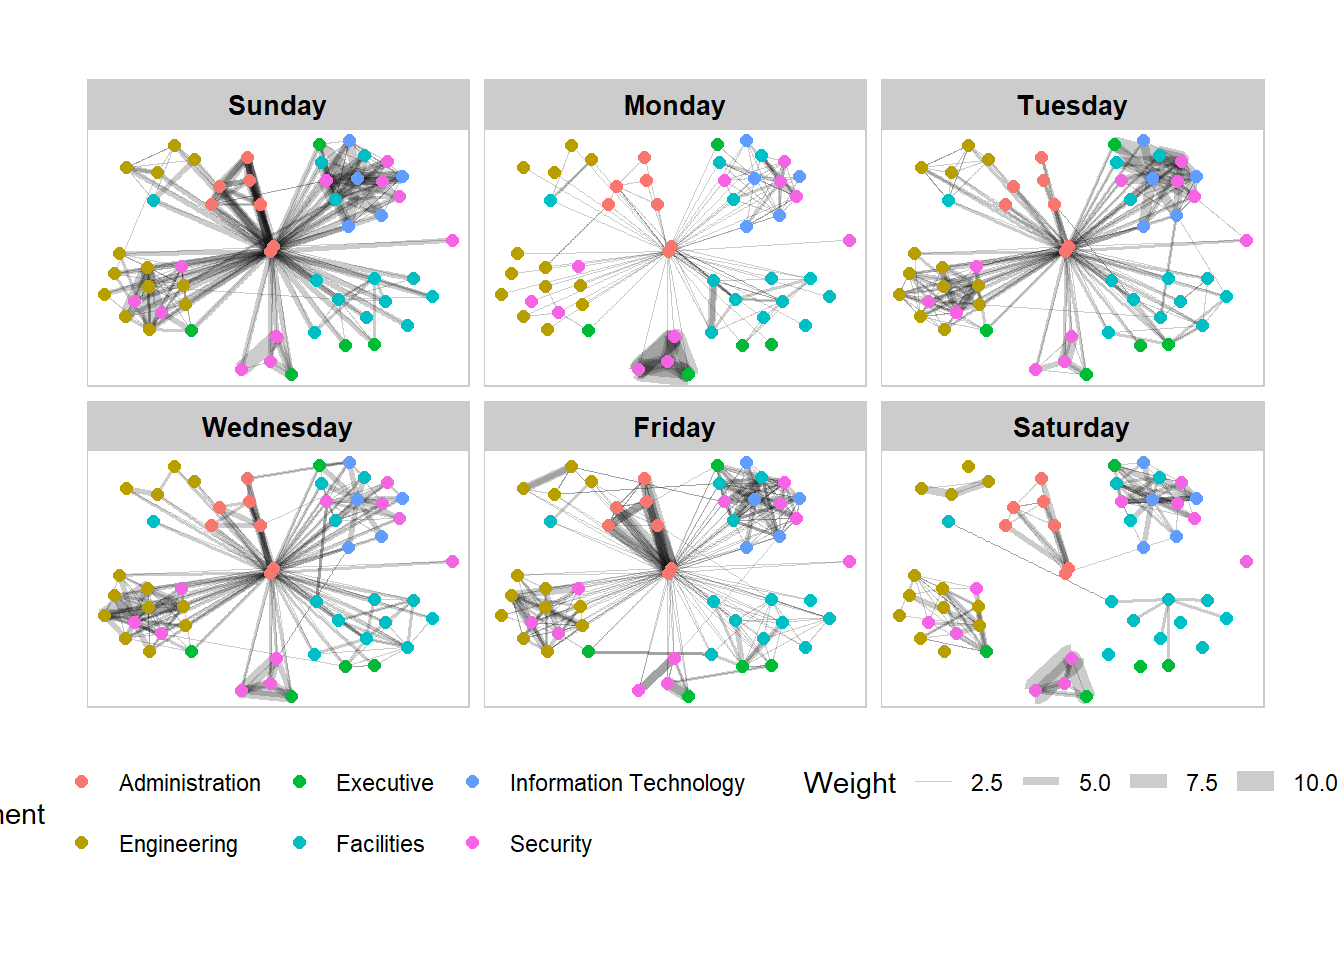 Sunday Monday Tuesday
Wednesday Friday Saturday
Administration Executive Information Technology Weight 2.5 5.0 7.5 10.0
Engineering Facilities Security